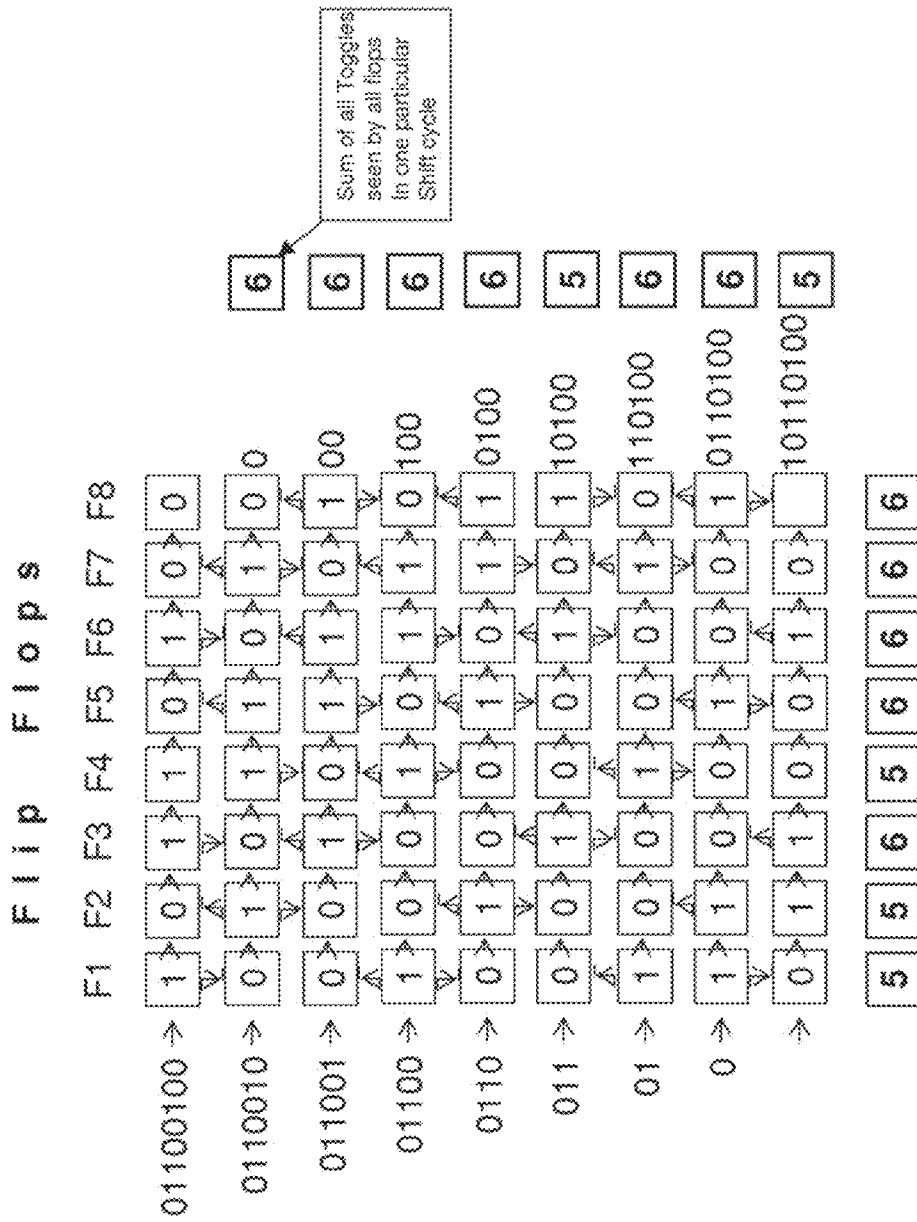 Flip Flops
F1 F2 F3 F4 F5 F6 F7 F8
01100100 1 0 1 1 0 1 0 0
0110010 0 1 0 1 1 0 1 0 0 6
011001 0 0 1 0 1 1 0 1 00 6
01100 1 0 0 1 0 1 1 0 100 6
0110 0 1 0 0 1 0 1 1 0100 6
011 0 0 1 0 0 1 0 1 10100 5
01 1 0 0 1 0 0 1 0 110100 6
0 1 1 0 0 1 0 0 1 0110100 6
0 1 1 0 0 1 0 10110100 5
5 5 6 5 6 6 6 6
Sum of all Toggles
seen by all flops
In one particular
Shift cycle